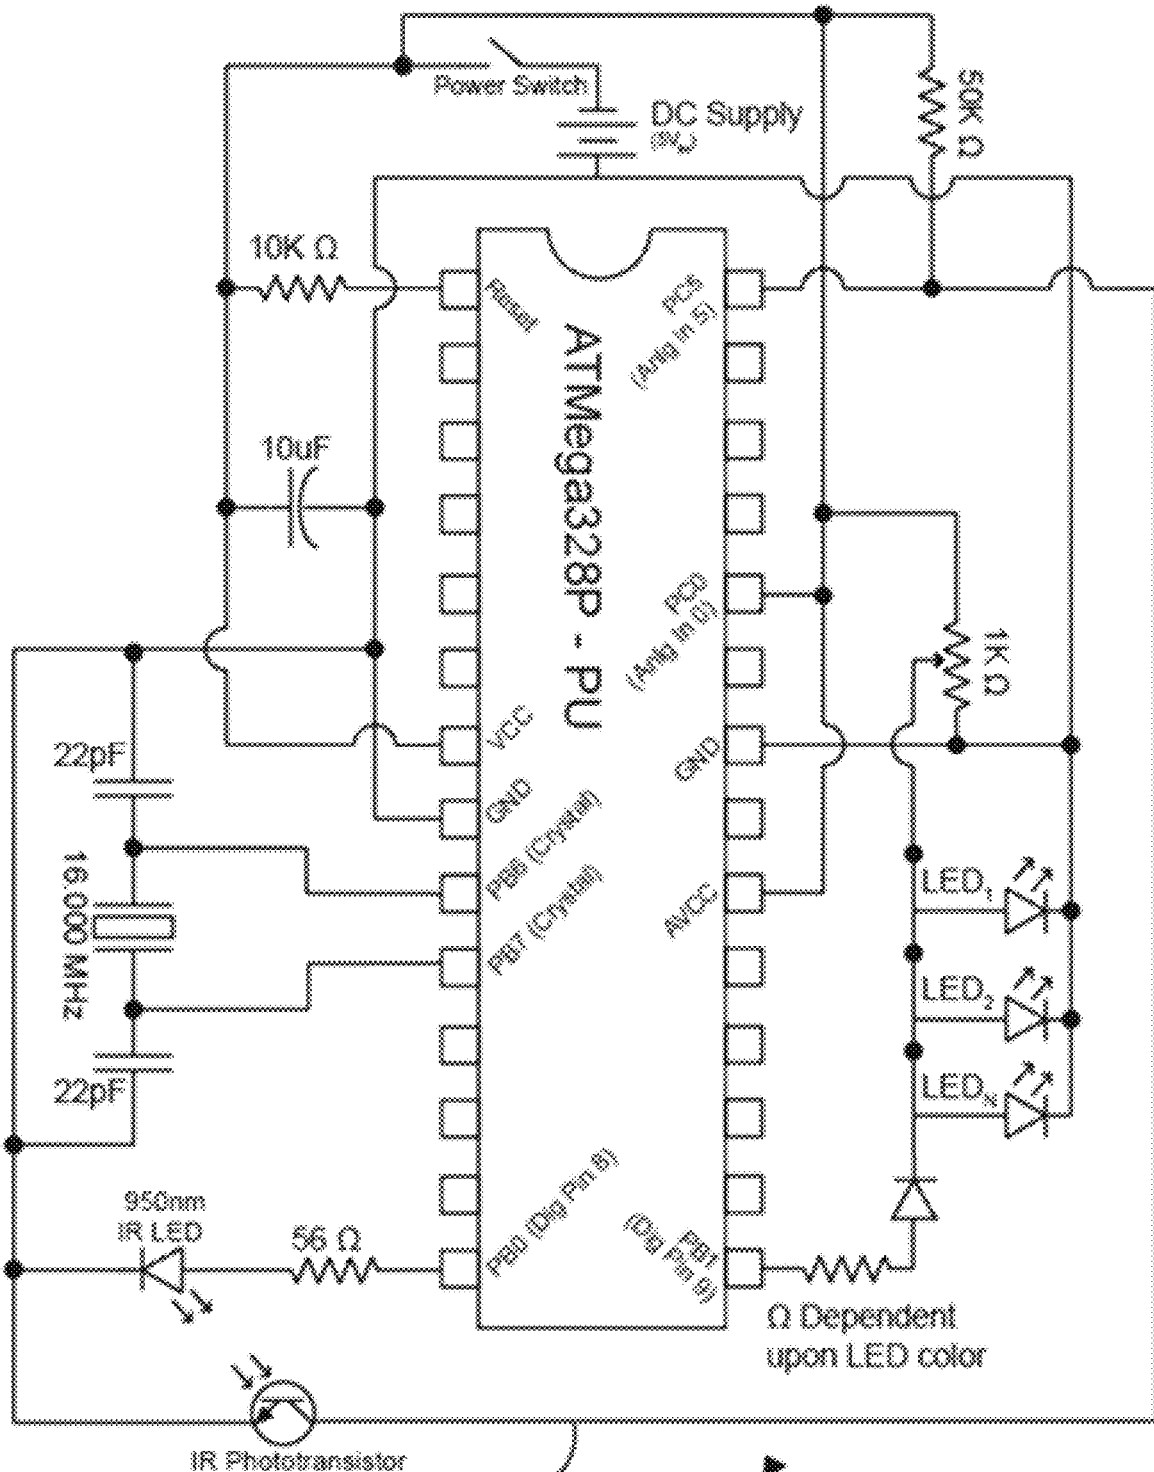 Power Switch
DC Supply
50K Ω
10K Ω
Reset
PC5
(Anlg In 5)
ATMega328P - PU
10uF
PC0
(Anlg In 0)
1K Ω
VCC
GND
22pF
GND
PB6 (Crystal)
16.000 MHz
PB7 (Crystal)
AVCC
LED1
LED2
22pF
LEDN
950nm
IR LED
56 Ω
PB0 (Dig Pin 8)
PB1
(Dig Pin 9)
Ω Dependent
upon LED color
IR Phototransistor